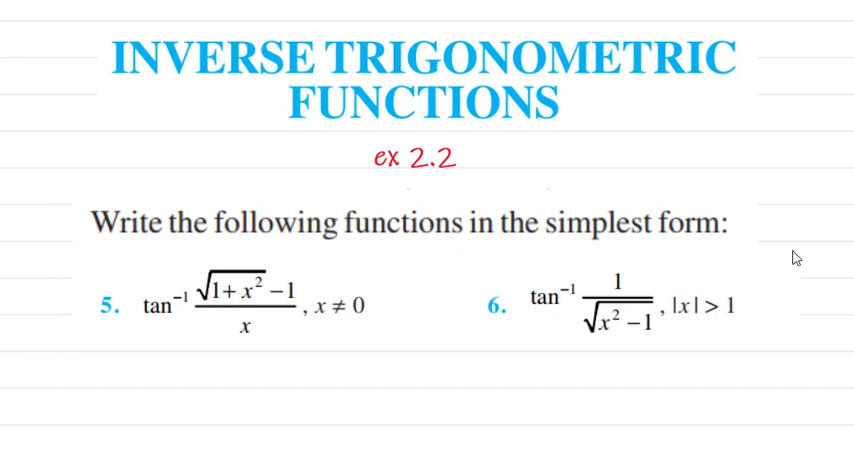 INVERSE TRIGONOMETRIC
FUNCTIONS
ex 2.2
Write the following functions in the simplest form:
5. tan⁻¹ (√(1+x²) −1)/x , x ≠ 0
6. tan⁻¹ 1/√(x² −1) , |x| > 1